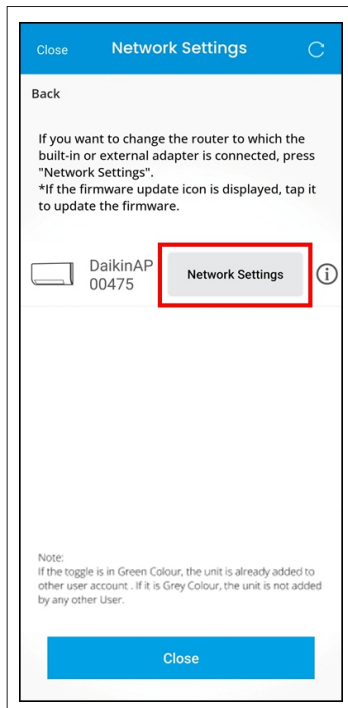 Close Network Settings
Back
If you want to change the router to which the
built-in or external adapter is connected, press
"Network Settings".
*If the firmware update icon is displayed, tap it
to update the firmware.
DaikinAP
00475
Network Settings
Note:
If the toggle is in Green Colour, the unit is already added to
other user account . If it is Grey Colour, the unit is not added
by any other User.
Close